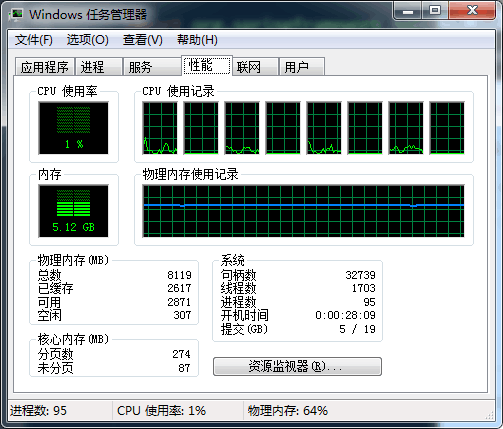 Windows 任务管理器
文件(F) 选项(O) 查看(V) 帮助(H)
应用程序 进程 服务 性能 联网 用户
CPU 使用率 CPU 使用记录
1 %
内存 物理内存使用记录
5.12 GB
物理内存(MB)
总数 8119
已缓存 2617
可用 2871
空闲 307
系统
句柄数 32739
线程数 1703
进程数 95
开机时间 0:00:28:09
提交(GB) 5 / 19
核心内存(MB)
分页数 274
未分页 87
资源监视器(R)...
进程数: 95 CPU 使用率: 1% 物理内存: 64%